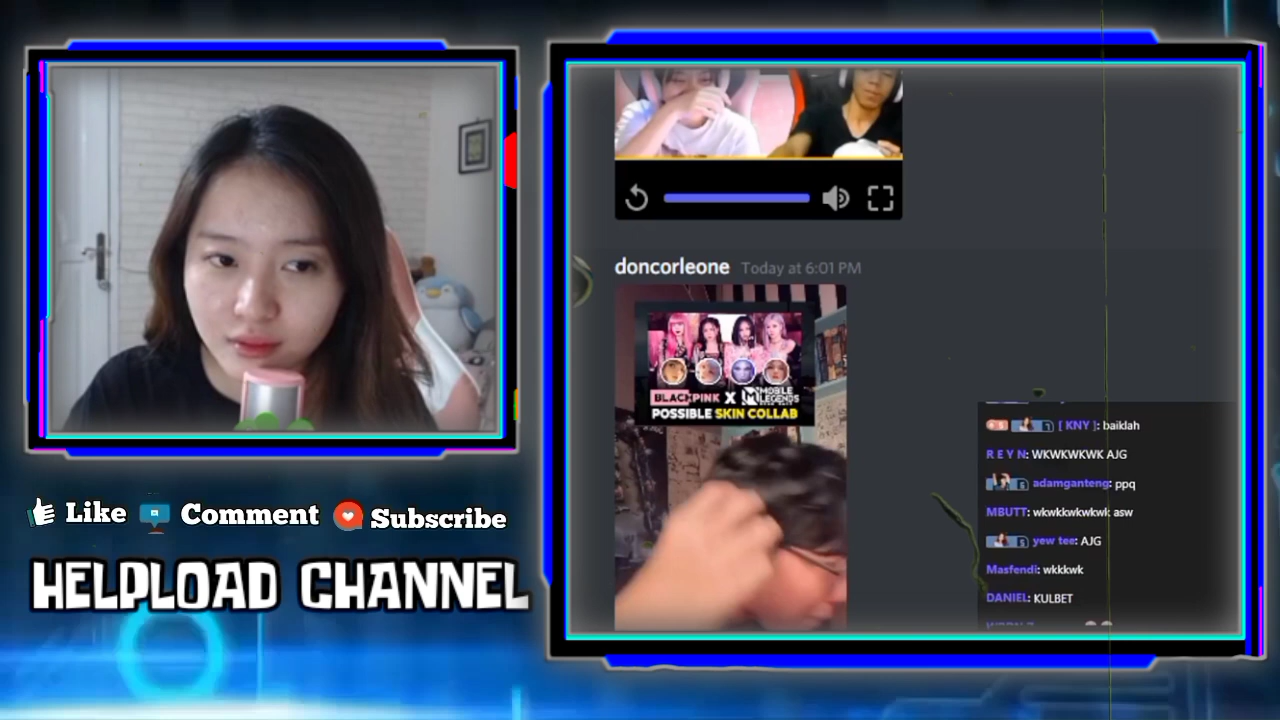 doncorleone Today at 6:01 PM
BLACKPINK X MOBILE LEGENDS
POSSIBLE SKIN COLLAB
[ KNY ]: baiklah
R E Y N: WKWKWKWK AJG
adamganteng: ppq
MBUTT: wkwkkwkwkwk asw
yew tee: AJG
Masfendi: wkkkwk
DANIEL: KULBET
Like Comment Subscribe
HELPLOAD CHANNEL